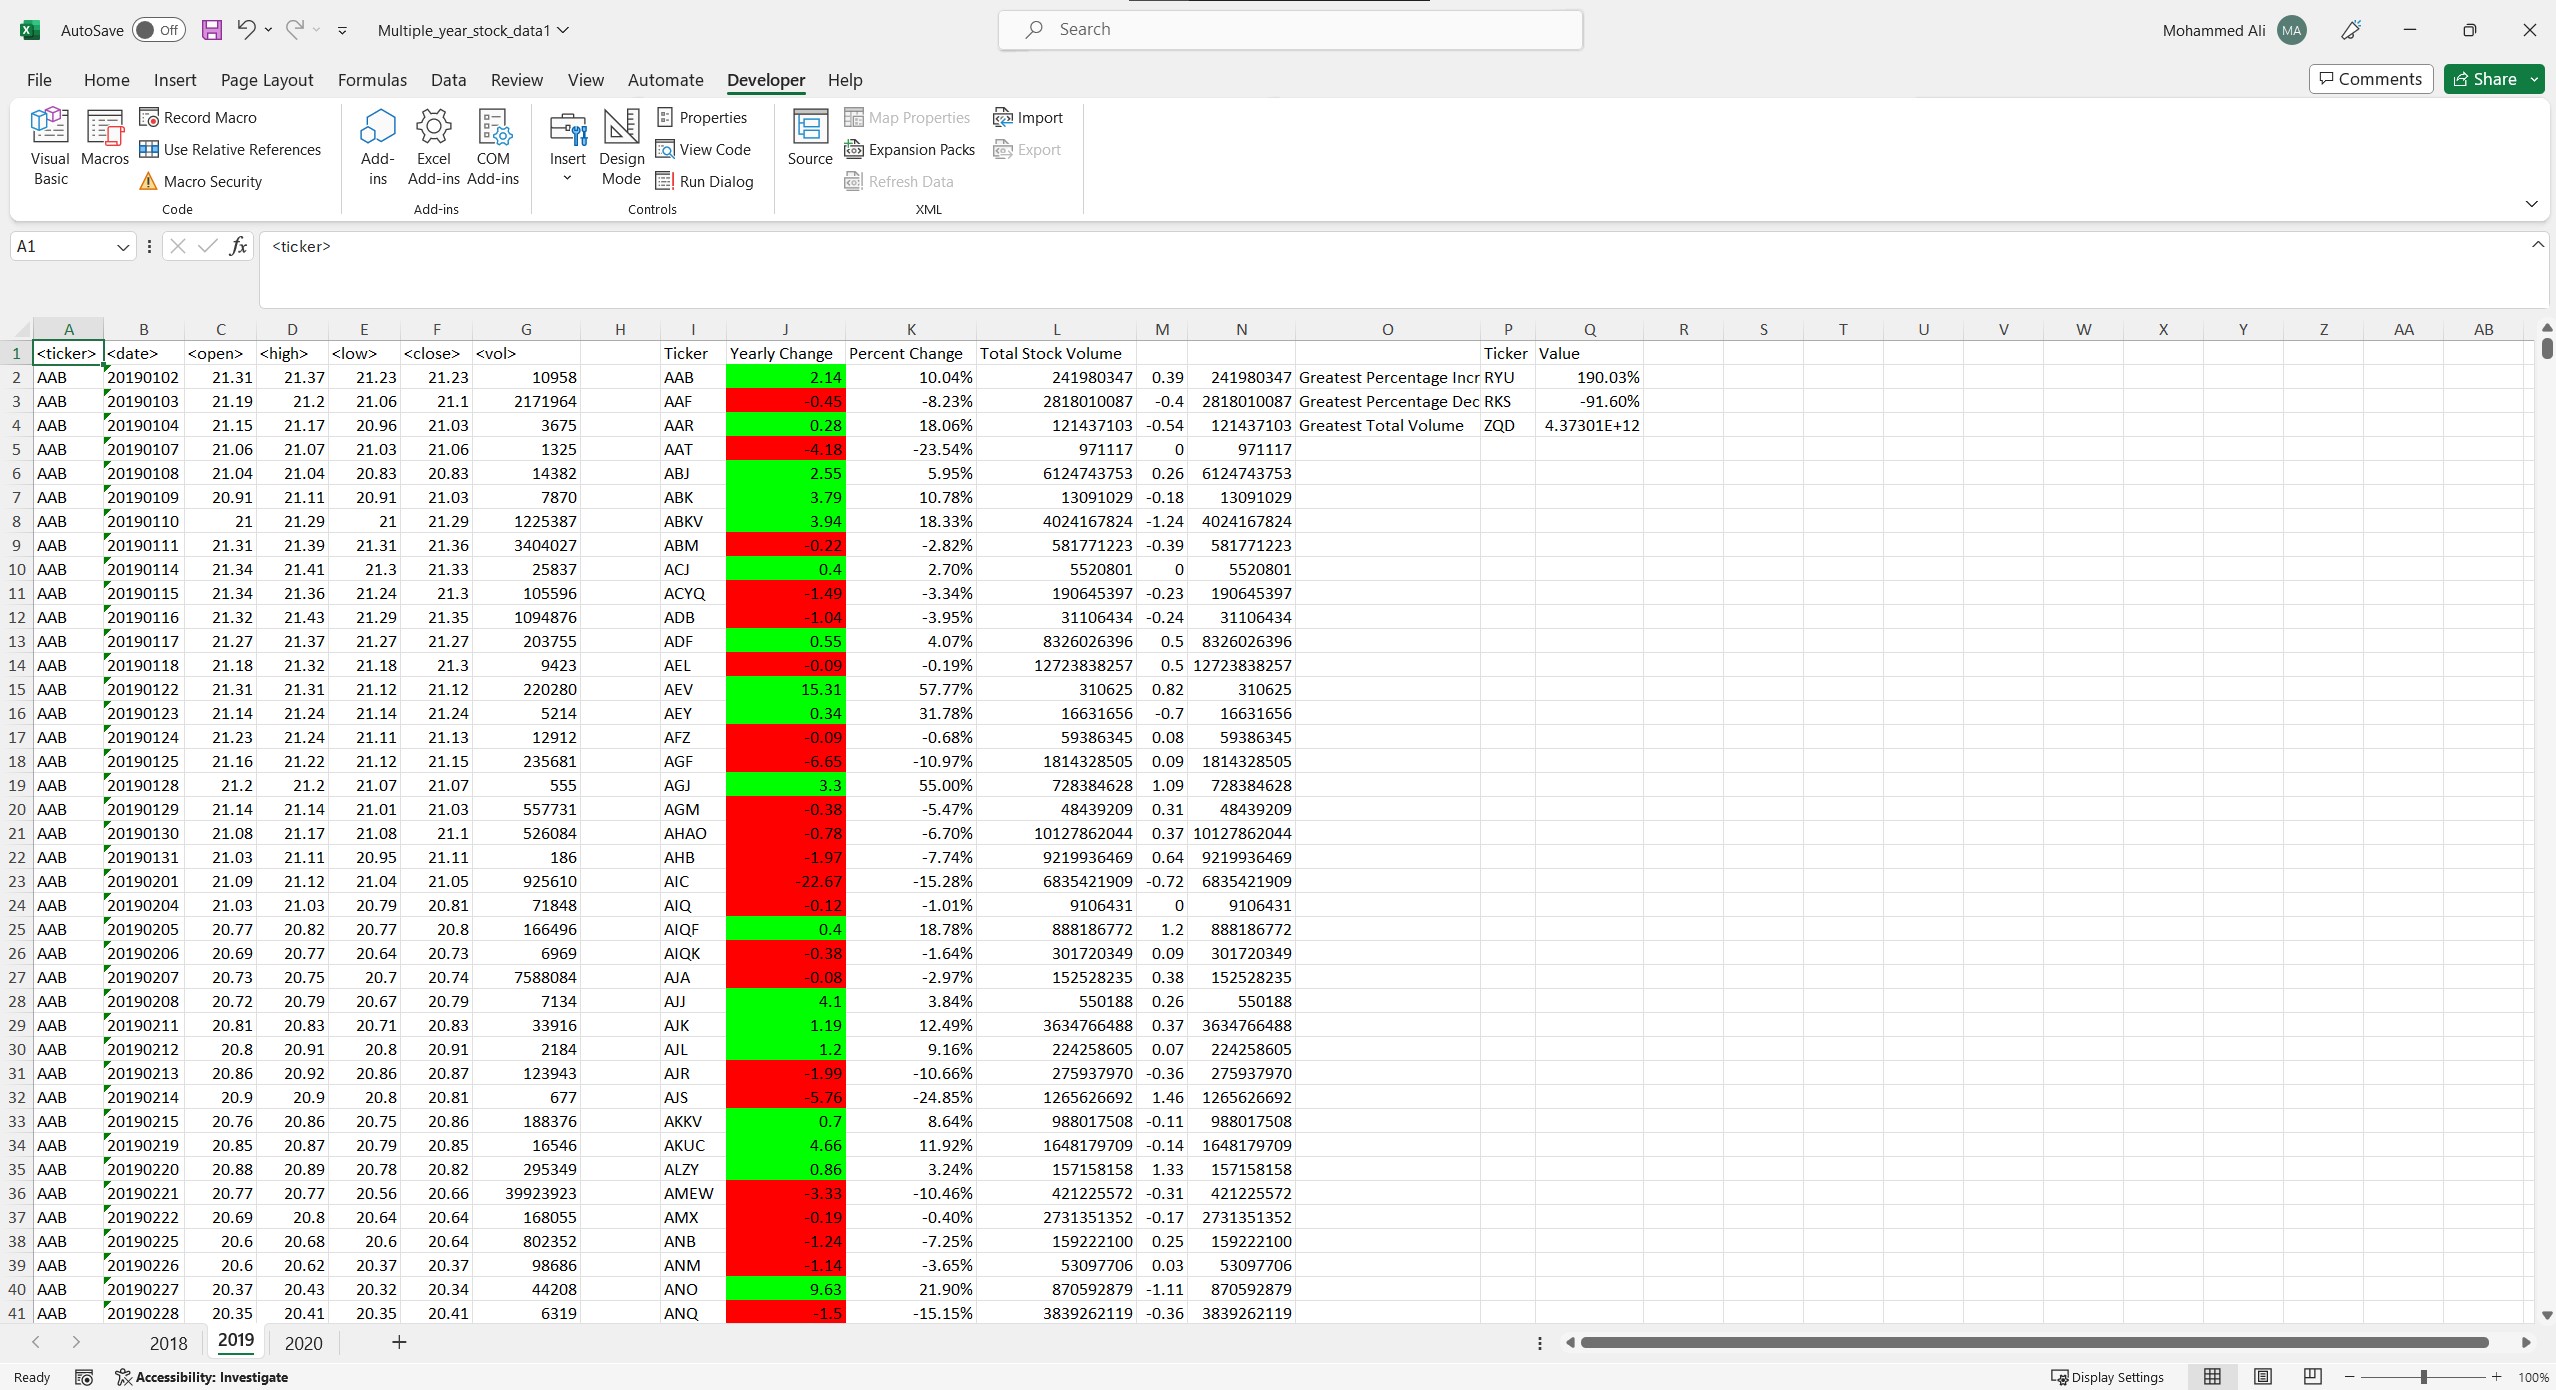 AutoSave Off Multiple_year_stock_data1 Search Mohammed Ali MA
File Home Insert Page Layout Formulas Data Review View Automate Developer Help Comments Share
Visual Basic Macros Record Macro Use Relative References Macro Security Code
Add-ins Excel Add-ins COM Add-ins Add-ins
Insert Design Mode Properties View Code Run Dialog Controls
Source Map Properties Expansion Packs Refresh Data Import Export XML
A1 fx <ticker>
A B C D E F G H I J K L M N O P Q R S T U V W X Y Z AA AB
1 <ticker> <date> <open> <high> <low> <close> <vol> Ticker Yearly Change Percent Change Total Stock Volume Ticker Value
2 AAB 20190102 21.31 21.37 21.23 21.23 10958 AAB 2.14 10.04% 241980347 0.39 241980347 Greatest Percentage Incr RYU 190.03%
3 AAB 20190103 21.19 21.2 21.06 21.1 2171964 AAF -0.45 -8.23% 2818010087 -0.4 2818010087 Greatest Percentage Dec RKS -91.60%
4 AAB 20190104 21.15 21.17 20.96 21.03 3675 AAR 0.28 18.06% 121437103 -0.54 121437103 Greatest Total Volume ZQD 4.37301E+12
5 AAB 20190107 21.06 21.07 21.03 21.06 1325 AAT -4.18 -23.54% 971117 0 971117
6 AAB 20190108 21.04 21.04 20.83 20.83 14382 ABJ 2.55 5.95% 6124743753 0.26 6124743753
7 AAB 20190109 20.91 21.11 20.91 21.03 7870 ABK 3.79 10.78% 13091029 -0.18 13091029
8 AAB 20190110 21 21.29 21 21.29 1225387 ABKV 3.94 18.33% 4024167824 -1.24 4024167824
9 AAB 20190111 21.31 21.39 21.31 21.36 3404027 ABM -0.22 -2.82% 581771223 -0.39 581771223
10 AAB 20190114 21.34 21.41 21.3 21.33 25837 ACJ 0.4 2.70% 5520801 0 5520801
11 AAB 20190115 21.34 21.36 21.24 21.3 105596 ACYQ -1.49 -3.34% 190645397 -0.23 190645397
12 AAB 20190116 21.32 21.43 21.29 21.35 1094876 ADB -1.04 -3.95% 31106434 -0.24 31106434
13 AAB 20190117 21.27 21.37 21.27 21.27 203755 ADF 0.55 4.07% 8326026396 0.5 8326026396
14 AAB 20190118 21.18 21.32 21.18 21.3 9423 AEL -0.09 -0.19% 12723838257 0.5 12723838257
15 AAB 20190122 21.31 21.31 21.12 21.12 220280 AEV 15.31 57.77% 310625 0.82 310625
16 AAB 20190123 21.14 21.24 21.14 21.24 5214 AEY 0.34 31.78% 16631656 -0.7 16631656
17 AAB 20190124 21.23 21.24 21.11 21.13 12912 AFZ -0.09 -0.68% 59386345 0.08 59386345
18 AAB 20190125 21.16 21.22 21.12 21.15 235681 AGF -6.65 -10.97% 1814328505 0.09 1814328505
19 AAB 20190128 21.2 21.2 21.07 21.07 555 AGJ 3.3 55.00% 728384628 1.09 728384628
20 AAB 20190129 21.14 21.14 21.01 21.03 557731 AGM -0.38 -5.47% 48439209 0.31 48439209
21 AAB 20190130 21.08 21.17 21.08 21.1 526084 AHAO -0.78 -6.70% 10127862044 0.37 10127862044
22 AAB 20190131 21.03 21.11 20.95 21.11 186 AHB -1.97 -7.74% 9219936469 0.64 9219936469
23 AAB 20190201 21.09 21.12 21.04 21.05 925610 AIC -22.67 -15.28% 6835421909 -0.72 6835421909
24 AAB 20190204 21.03 21.03 20.79 20.81 71848 AIQ -0.12 -1.01% 9106431 0 9106431
25 AAB 20190205 20.77 20.82 20.77 20.8 166496 AIQF 0.4 18.78% 888186772 1.2 888186772
26 AAB 20190206 20.69 20.77 20.64 20.73 6969 AIQK -0.38 -1.64% 301720349 0.09 301720349
27 AAB 20190207 20.73 20.75 20.7 20.74 7588084 AJA -0.08 -2.97% 152528235 0.38 152528235
28 AAB 20190208 20.72 20.79 20.67 20.79 7134 AJJ 4.1 3.84% 550188 0.26 550188
29 AAB 20190211 20.81 20.83 20.71 20.83 33916 AJK 1.19 12.49% 3634766488 0.37 3634766488
30 AAB 20190212 20.8 20.91 20.8 20.91 2184 AJL 1.2 9.16% 224258605 0.07 224258605
31 AAB 20190213 20.86 20.92 20.86 20.87 123943 AJR -1.99 -10.66% 275937970 -0.36 275937970
32 AAB 20190214 20.9 20.9 20.8 20.81 677 AJS -5.76 -24.85% 1265626692 1.46 1265626692
33 AAB 20190215 20.76 20.86 20.75 20.86 188376 AKKV 0.7 8.64% 988017508 -0.11 988017508
34 AAB 20190219 20.85 20.87 20.79 20.85 16546 AKUC 4.66 11.92% 1648179709 -0.14 1648179709
35 AAB 20190220 20.88 20.89 20.78 20.82 295349 ALZY 0.86 3.24% 157158158 1.33 157158158
36 AAB 20190221 20.77 20.77 20.56 20.66 39923923 AMEW -3.33 -10.46% 421225572 -0.31 421225572
37 AAB 20190222 20.69 20.8 20.64 20.64 168055 AMX -0.19 -0.40% 2731351352 -0.17 2731351352
38 AAB 20190225 20.6 20.68 20.6 20.64 802352 ANB -1.24 -7.25% 159222100 0.25 159222100
39 AAB 20190226 20.6 20.62 20.37 20.37 98686 ANM -1.14 -3.65% 53097706 0.03 53097706
40 AAB 20190227 20.37 20.43 20.32 20.34 44208 ANO 9.63 21.90% 870592879 -1.11 870592879
41 AAB 20190228 20.35 20.41 20.35 20.41 6319 ANQ -1.5 -15.15% 3839262119 -0.36 3839262119
2018 2019 2020
Ready Accessibility: Investigate Display Settings 100%